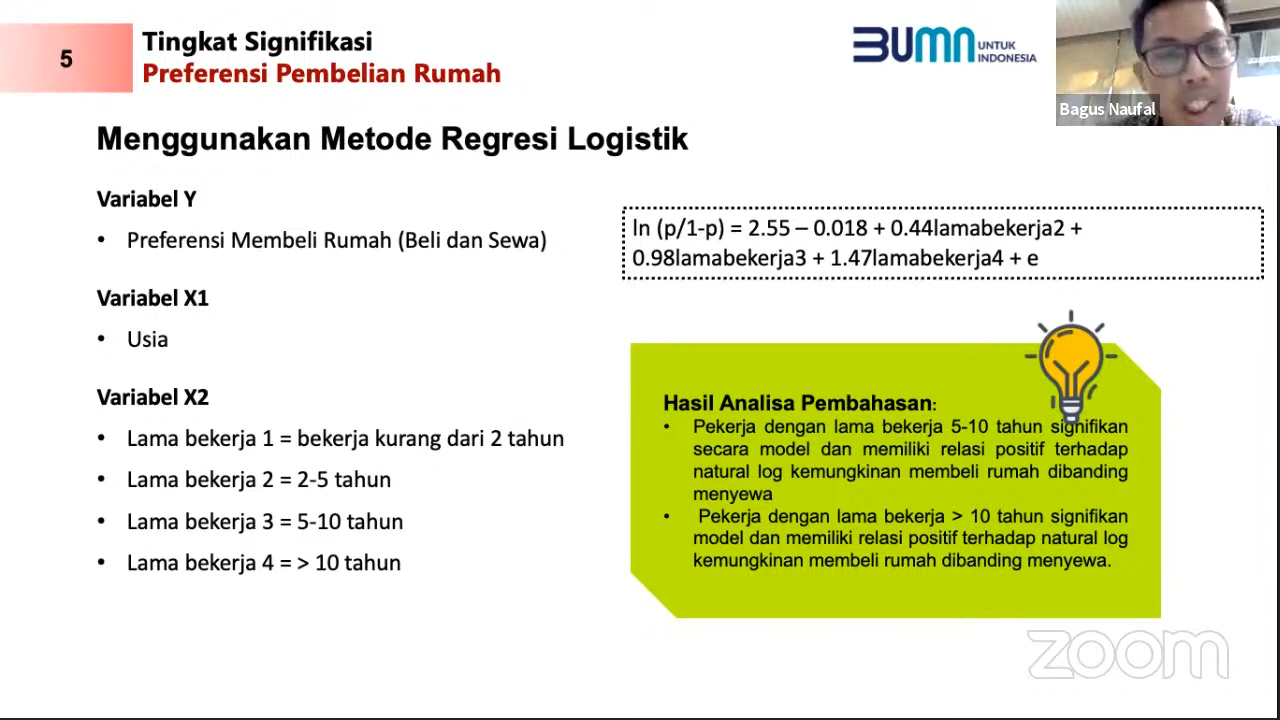 5
Tingkat Signifikasi
Preferensi Pembelian Rumah
BUMN UNTUK
INDONESIA
Bagus Naufal
Menggunakan Metode Regresi Logistik
Variabel Y
• Preferensi Membeli Rumah (Beli dan Sewa)
Variabel X1
• Usia
Variabel X2
• Lama bekerja 1 = bekerja kurang dari 2 tahun
• Lama bekerja 2 = 2-5 tahun
• Lama bekerja 3 = 5-10 tahun
• Lama bekerja 4 = > 10 tahun
ln (p/1-p) = 2.55 – 0.018 + 0.44lamabekerja2 +
0.98lamabekerja3 + 1.47lamabekerja4 + e
Hasil Analisa Pembahasan:
• Pekerja dengan lama bekerja 5-10 tahun signifikan
secara model dan memiliki relasi positif terhadap
natural log kemungkinan membeli rumah dibanding
menyewa
• Pekerja dengan lama bekerja > 10 tahun signifikan
model dan memiliki relasi positif terhadap natural log
kemungkinan membeli rumah dibanding menyewa.
zoom